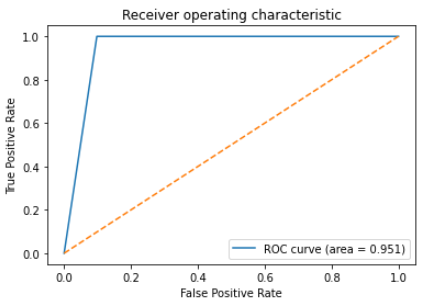 Receiver operating characteristic
1.0
0.8
0.6
0.4
0.2
0.0
True Positive Rate
ROC curve (area = 0.951)
0.0 0.2 0.4 0.6 0.8 1.0
False Positive Rate